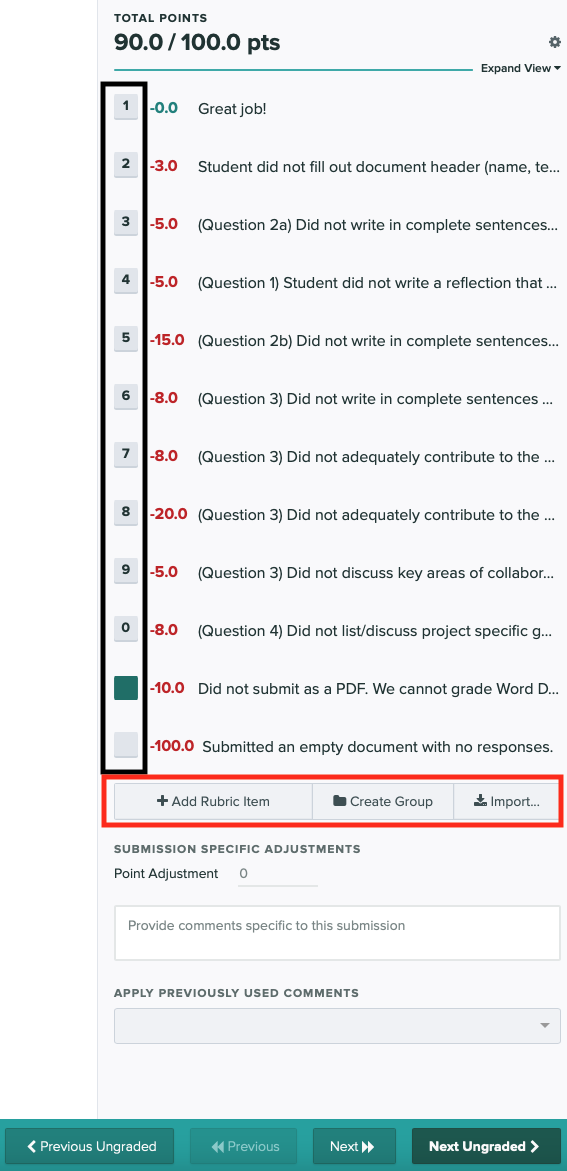 TOTAL POINTS
90.0 / 100.0 pts
Expand View
1 -0.0 Great job!
2 -3.0 Student did not fill out document header (name, te...
3 -5.0 (Question 2a) Did not write in complete sentences...
4 -5.0 (Question 1) Student did not write a reflection that ...
5 -15.0 (Question 2b) Did not write in complete sentences...
6 -8.0 (Question 3) Did not write in complete sentences ...
7 -8.0 (Question 3) Did not adequately contribute to the ...
8 -20.0 (Question 3) Did not adequately contribute to the ...
9 -5.0 (Question 3) Did not discuss key areas of collabor...
0 -8.0 (Question 4) Did not list/discuss project specific g...
-10.0 Did not submit as a PDF. We cannot grade Word D...
-100.0 Submitted an empty document with no responses.
+ Add Rubric Item Create Group Import...
SUBMISSION SPECIFIC ADJUSTMENTS
Point Adjustment 0
Provide comments specific to this submission
APPLY PREVIOUSLY USED COMMENTS
Previous Ungraded Previous Next Next Ungraded